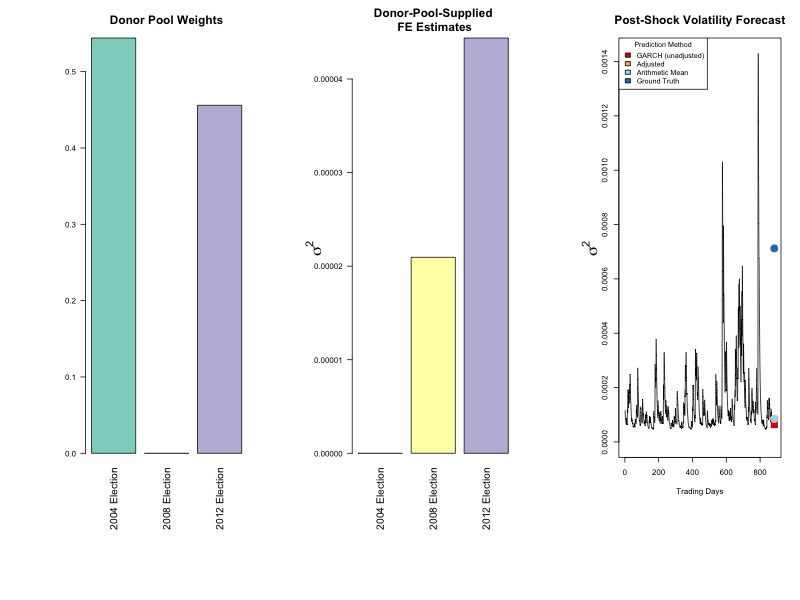 Donor Pool Weights
0.5
0.4
0.3
0.2
0.1
0.0
2004 Election
2008 Election
2012 Election
Donor-Pool-Supplied
FE Estimates
σ²
0.00004
0.00003
0.00002
0.00001
0.00000
2004 Election
2008 Election
2012 Election
Post-Shock Volatility Forecast
Prediction Method
GARCH (unadjusted)
Adjusted
Arithmetic Mean
Ground Truth
σ²
0.0014
0.0012
0.0010
0.0008
0.0006
0.0004
0.0002
0.0000
0 200 400 600 800
Trading Days